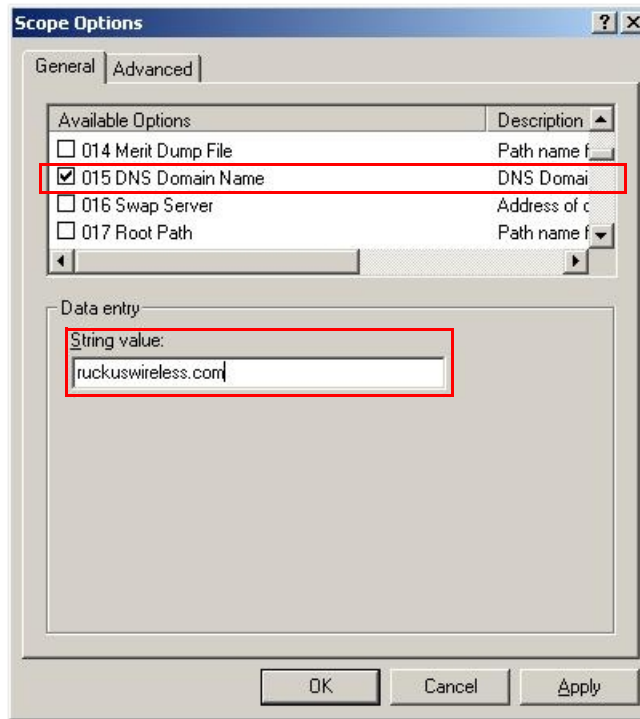 Scope Options
General Advanced
Available Options Description
014 Merit Dump File Path name f
015 DNS Domain Name DNS Domai
016 Swap Server Address of c
017 Root Path Path name f
Data entry
String value:
ruckuswireless.com
OK Cancel Apply